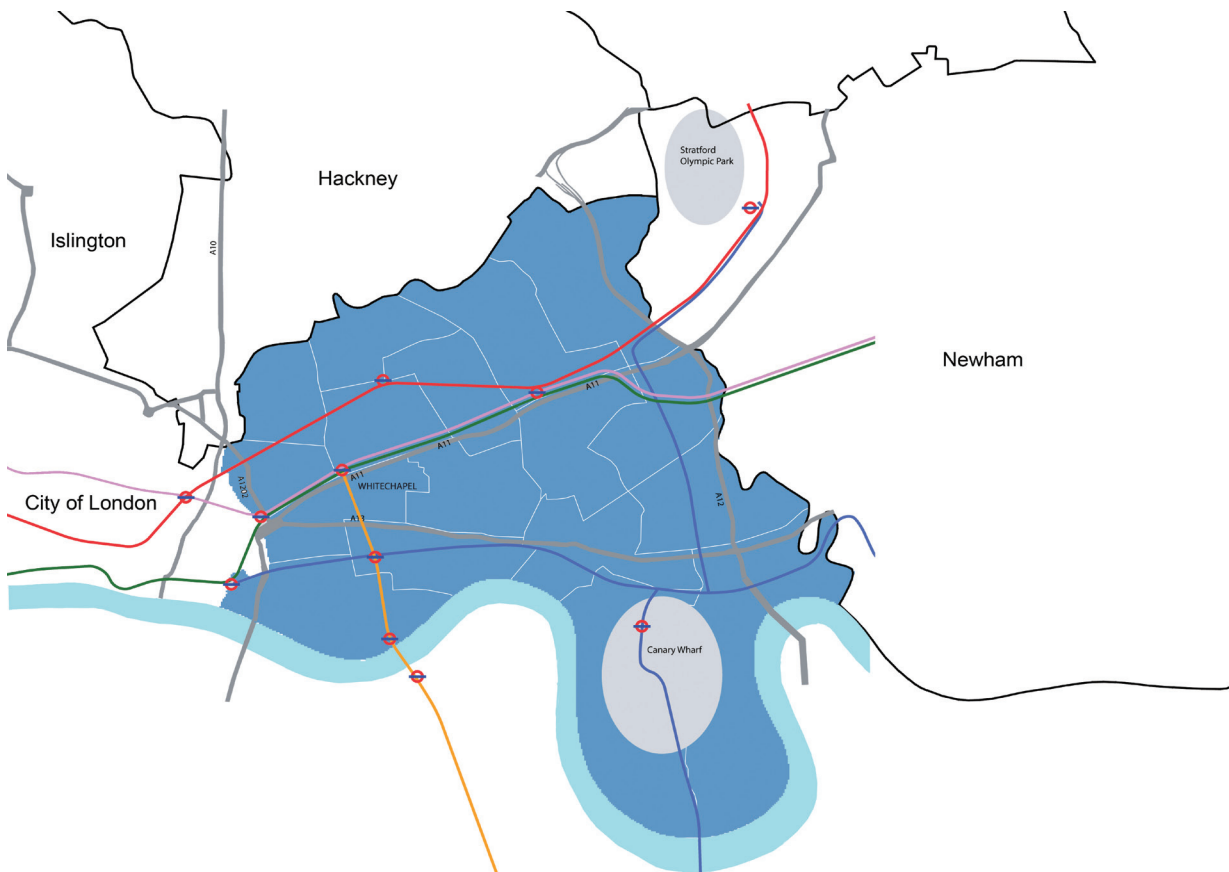 Stratford
Olympic Park
Hackney
Islington
A10
Newham
A11
A11
A11
WHITECHAPEL
A1202
City of London
A12
A13
Canary Wharf